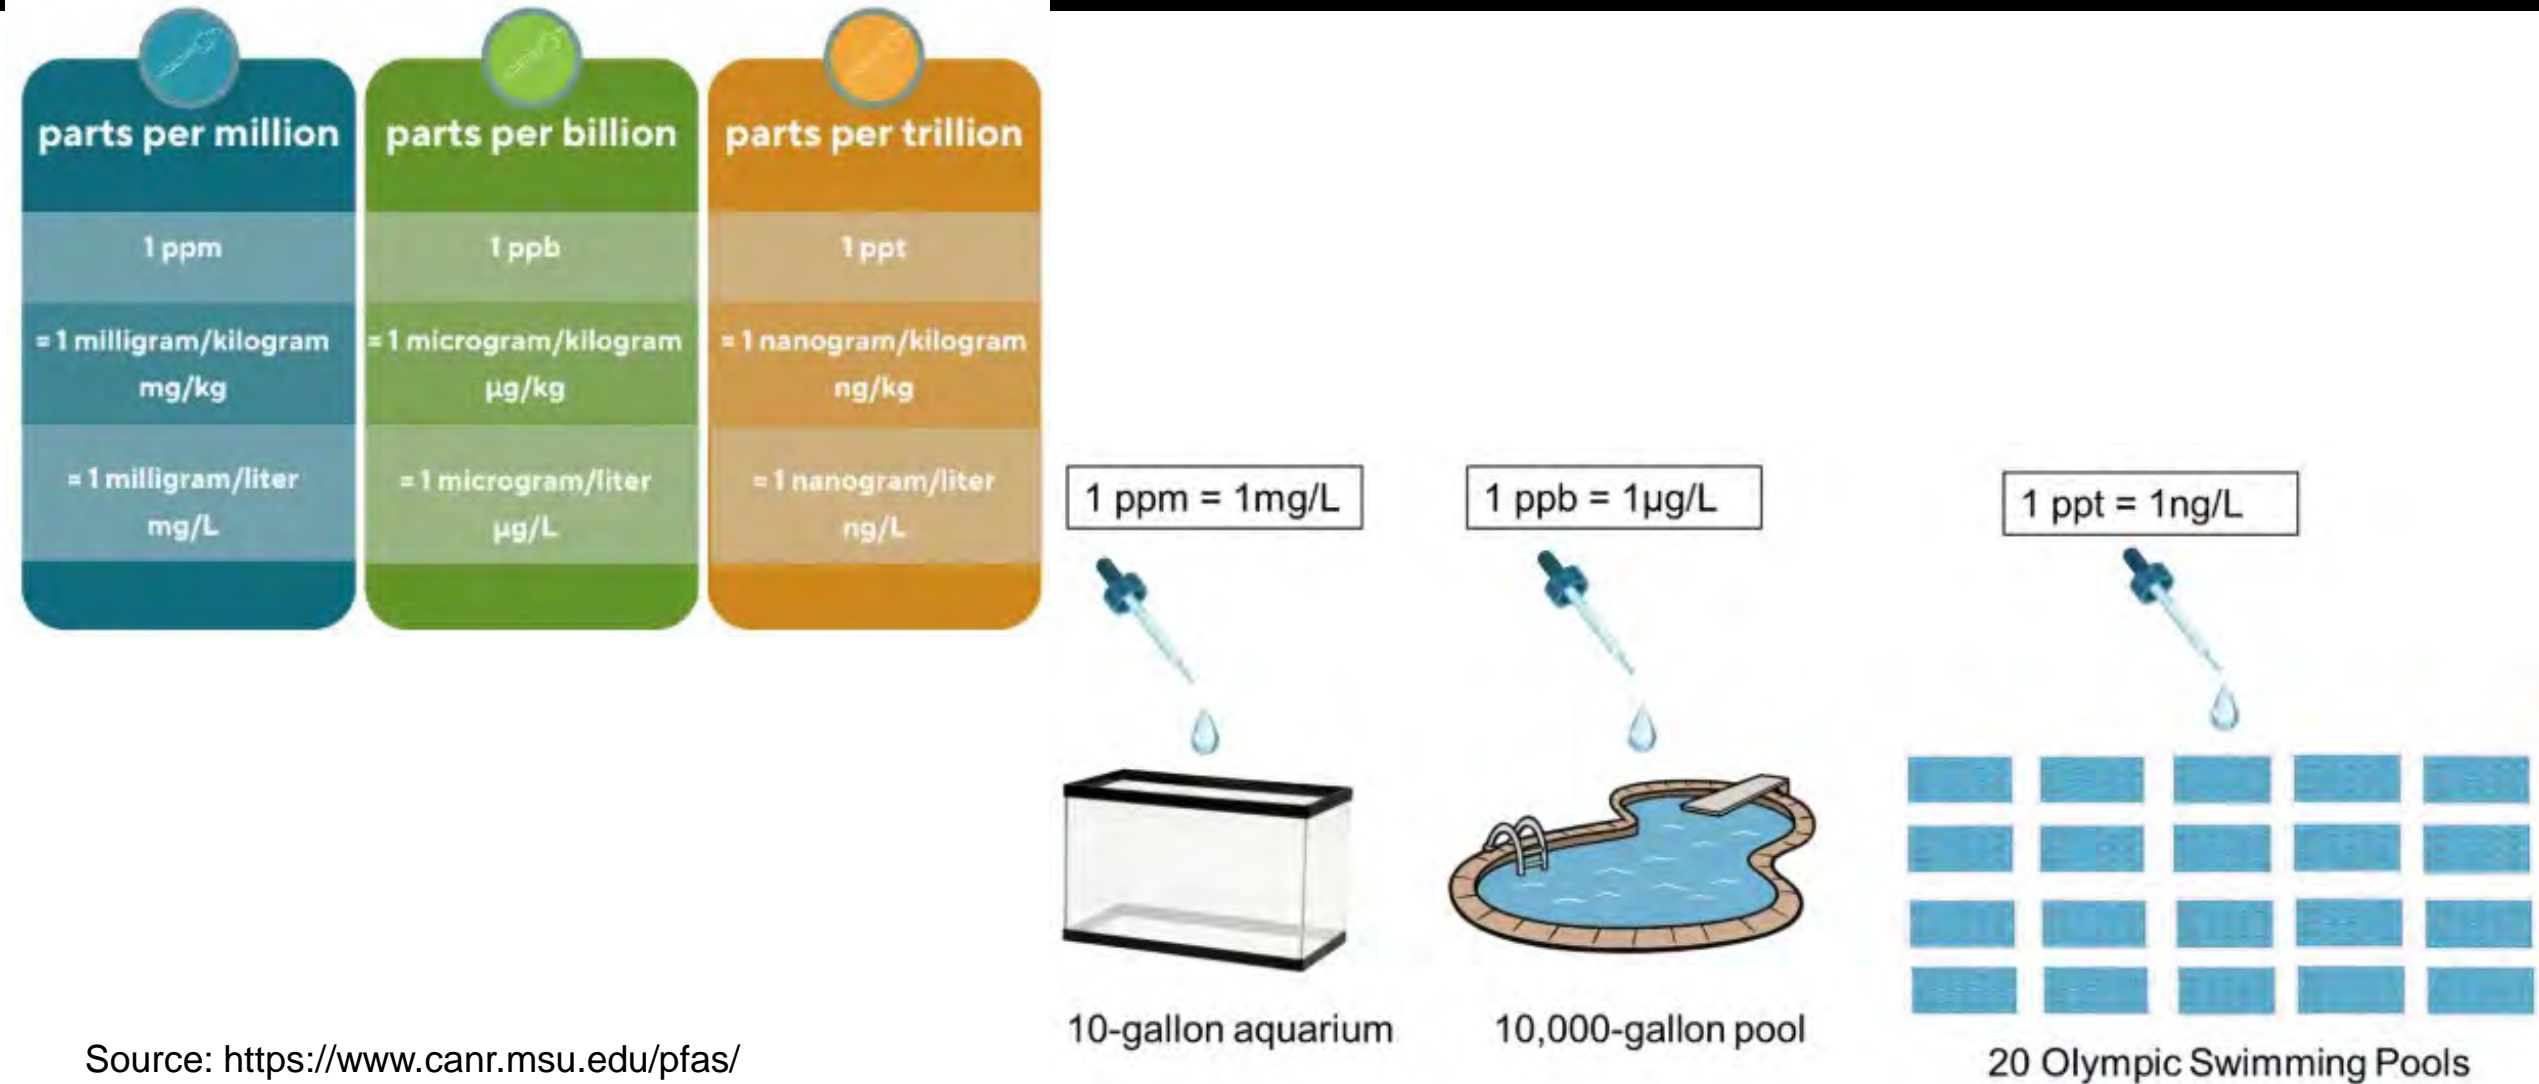 parts per million
1 ppm
= 1 milligram/kilogram
mg/kg
= 1 milligram/liter
mg/L
parts per billion
1 ppb
= 1 microgram/kilogram
µg/kg
= 1 microgram/liter
µg/L
parts per trillion
1 ppt
= 1 nanogram/kilogram
ng/kg
= 1 nanogram/liter
ng/L
1 ppm = 1mg/L
10-gallon aquarium
1 ppb = 1µg/L
10,000-gallon pool
1 ppt = 1ng/L
20 Olympic Swimming Pools
Source: https://www.canr.msu.edu/pfas/